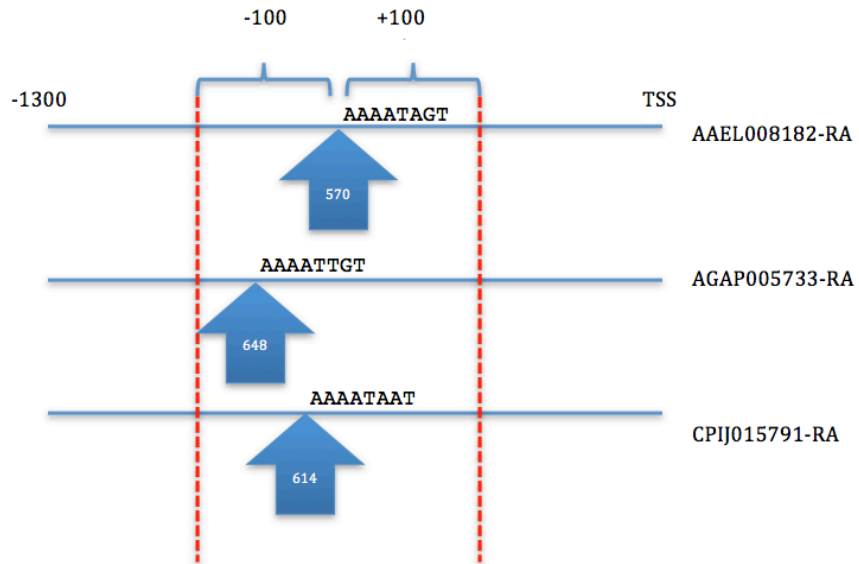 -100 +100
-1300 TSS
AAAATAGT
AAEL008182-RA
570
AAAATTGT
AGAP005733-RA
648
AAAATAAT
CPIJ015791-RA
614